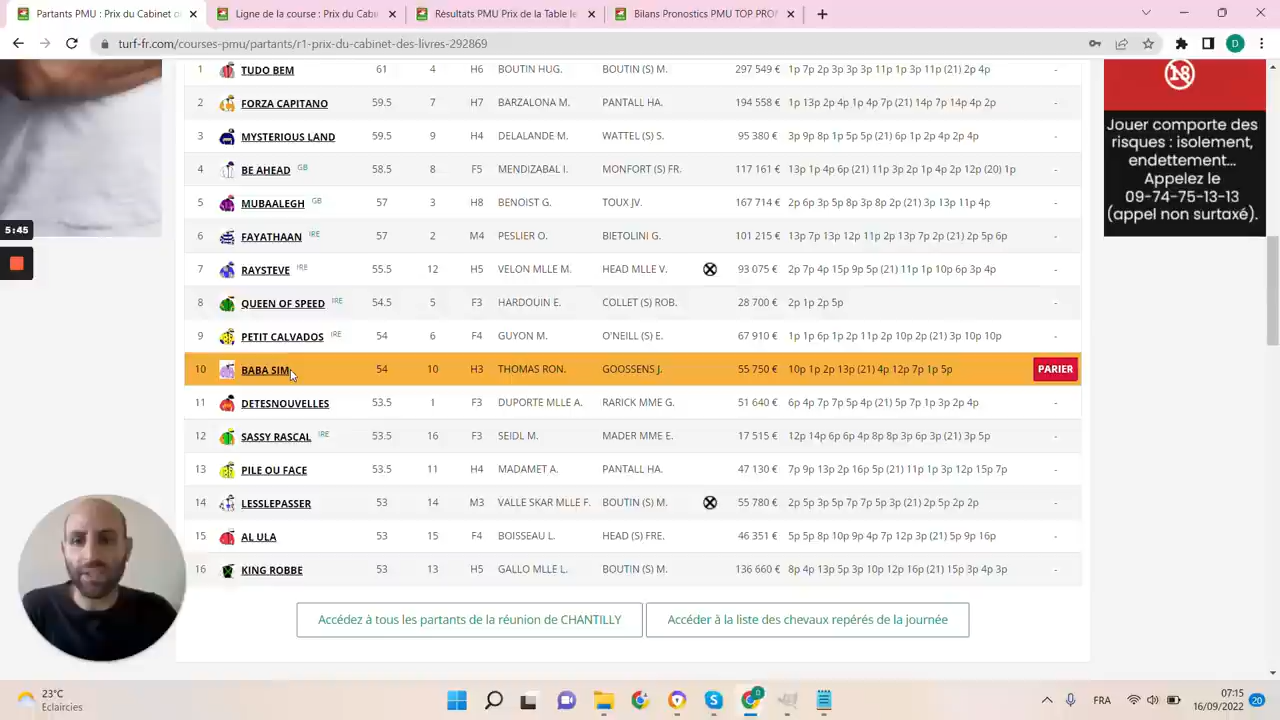 Partants PMU : Prix du Cabinet d
Ligne de la course : Prix du Cabi
Résultats PMU Prix de la Table le
Bilans Pronostics PMU TOP PROF
turf-fr.com/courses-pmu/partants/r1-prix-du-cabinet-des-livres-292869
D
1 TUDO BEM 61 4 H6 BOUTIN HUG. BOUTIN (S) M. 297 549 € 1p 7p 2p 3p 3p 3p 11p 1p 3p 11p (21) 2p 4p -
2 FORZA CAPITANO 59.5 7 H7 BARZALONA M. PANTALL HA. 194 558 € 1p 13p 2p 4p 1p 4p 7p (21) 14p 7p 14p 4p 2p -
3 MYSTERIOUS LAND 59.5 9 H4 DELALANDE M. WATTEL (S) S. 95 380 € 3p 9p 8p 1p 5p 5p (21) 6p 1p 2p 4p 2p 4p -
4 BE AHEAD GB 58.5 8 F5 MENDIZABAL I. MONFORT (S) FR. 117 161 € 13p 1p 4p 6p (21) 11p 3p 2p 1p 4p 2p 12p (20) 1p -
5 MUBAALEGH GB 57 3 H8 BENOIST G. TOUX JV. 167 714 € 2p 6p 3p 5p 8p 3p 8p 2p (21) 3p 13p 11p 4p -
6 FAYATHAAN IRE 57 2 M4 PESLIER O. BIETOLINI G. 101 215 € 13p 7p 13p 12p 11p 2p 13p 7p 2p (21) 2p 5p 6p -
7 RAYSTEVE IRE 55.5 12 H5 VELON MLLE M. HEAD MLLE V. 93 075 € 2p 7p 4p 15p 9p 5p (21) 11p 1p 10p 6p 3p 4p -
8 QUEEN OF SPEED IRE 54.5 5 F3 HARDOUIN E. COLLET (S) ROB. 28 700 € 2p 1p 2p 5p -
9 PETIT CALVADOS IRE 54 6 F4 GUYON M. O'NEILL (S) E. 67 910 € 1p 1p 6p 1p 2p 11p 2p 10p 2p (21) 3p 10p 10p -
10 BABA SIM 54 10 H3 THOMAS RON. GOOSSENS J. 55 750 € 10p 1p 2p 13p (21) 4p 12p 7p 1p 5p PARIER
11 DETESNOUVELLES 53.5 1 F3 DUPORTE MLLE A. RARICK MME G. 51 640 € 6p 4p 7p 7p 5p 4p (21) 5p 7p 1p 3p 2p 4p -
12 SASSY RASCAL IRE 53.5 16 F3 SEIDL M. MADER MME E. 17 515 € 12p 14p 6p 6p 4p 8p 8p 3p 6p 3p (21) 3p 5p -
13 PILE OU FACE 53.5 11 H4 MADAMET A. PANTALL HA. 47 130 € 7p 9p 13p 2p 16p 5p (21) 11p 1p 3p 12p 15p 7p -
14 LESSLEPASSER 53 14 M3 VALLE SKAR MLLE F. BOUTIN (S) M. 55 780 € 2p 5p 3p 5p 7p 7p 5p 3p (21) 2p 5p 2p 2p -
15 AL ULA 53 15 F4 BOISSEAU L. HEAD (S) FRE. 46 351 € 5p 5p 8p 10p 9p 4p 7p 12p 3p (21) 5p 9p 16p -
16 KING ROBBE 53 13 H5 GALLO MLLE L. BOUTIN (S) M. 136 660 € 8p 4p 13p 5p 3p 10p 12p 16p (21) 15p 3p 4p 3p -
18
Jouer comporte des
risques : isolement,
endettement...
Appelez le
09-74-75-13-13
(appel non surtaxé).
5:45
Accédez à tous les partants de la réunion de CHANTILLY
Accéder à la liste des chevaux repérés de la journée
23°C
Eclaircies
FRA
07:15
16/09/2022
20